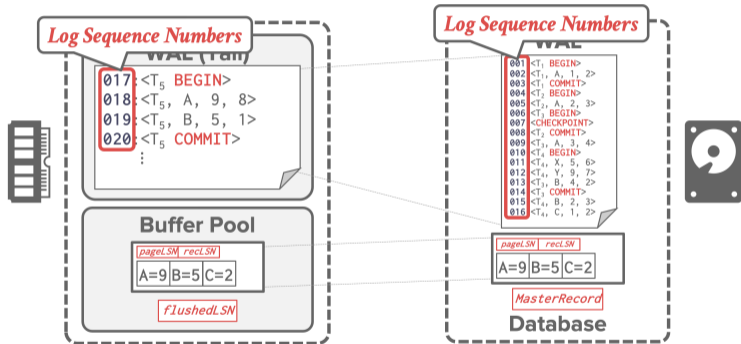 Log Sequence Numbers
WAL (Tail)
017:<T5 BEGIN>
018:<T5, A, 9, 8>
019:<T5, B, 5, 1>
020:<T5 COMMIT>
⋮
Buffer Pool
pageLSN recLSN
A=9 B=5 C=2
flushedLSN
Log Sequence Numbers
WAL
001:<T1 BEGIN>
002:<T1, A, 1, 2>
003:<T1 COMMIT>
004:<T2 BEGIN>
005:<T2, A, 2, 3>
006:<T3 BEGIN>
007:<CHECKPOINT>
008:<T2 COMMIT>
009:<T3, A, 3, 4>
010:<T4 BEGIN>
011:<T4, X, 5, 6>
012:<T4, Y, 9, 7>
013:<T3, B, 4, 2>
014:<T3 COMMIT>
015:<T4, B, 2, 3>
016:<T4, C, 1, 2>
pageLSN recLSN
A=9 B=5 C=2
MasterRecord
Database